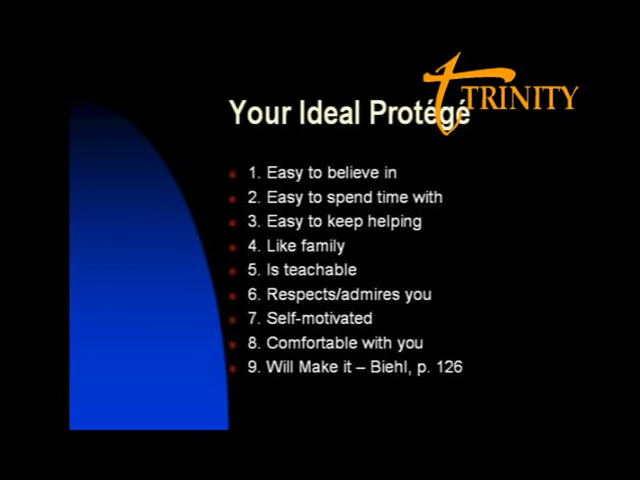 TRINITY
Your Ideal Protégé
1. Easy to believe in
2. Easy to spend time with
3. Easy to keep helping
4. Like family
5. Is teachable
6. Respects/admires you
7. Self-motivated
8. Comfortable with you
9. Will Make it – Biehl, p. 126